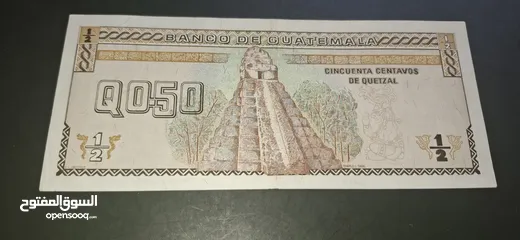 1/2
BANCO DE GUATEMALA
1/2
CINCUENTA CENTAVOS
DE QUETZAL
Q 0.50
1/2
1/2
السوق المفتوح
opensooq.com